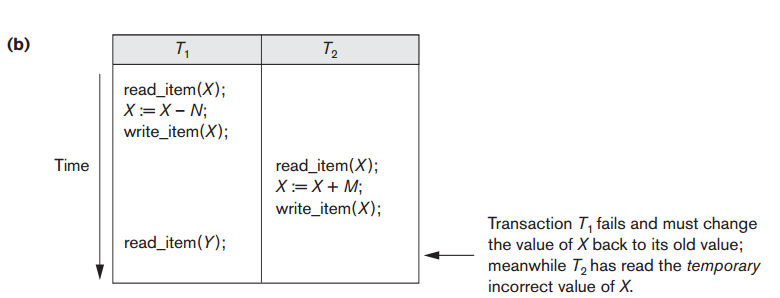 (b)
T1 T2
read_item(X);
X := X – N;
write_item(X);
Time
read_item(X);
X := X + M;
write_item(X);
read_item(Y);
Transaction T1 fails and must change
the value of X back to its old value;
meanwhile T2 has read the temporary
incorrect value of X.